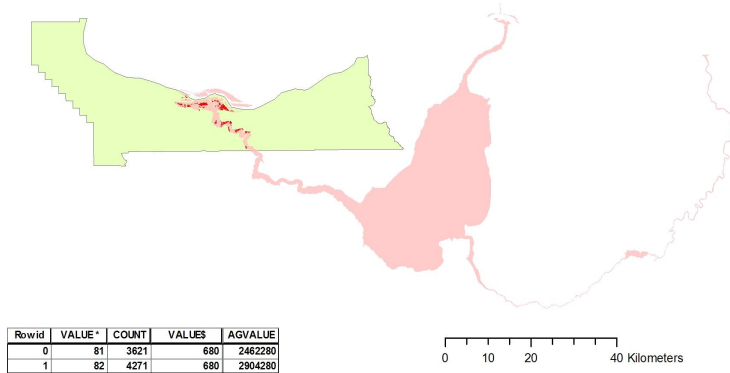 Rowid VALUE* COUNT VALUE$ AGVALUE
0 81 3621 680 2462280
1 82 4271 680 2904280
0 10 20 40 Kilometers